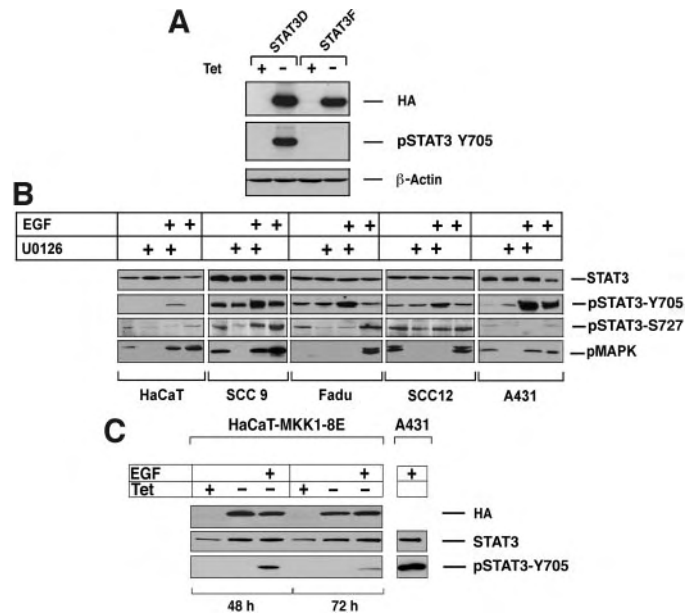 A
STAT3D STAT3F
Tet + − + −
HA
pSTAT3 Y705
β-Actin
B
EGF + + + + + + + + + +
U0126 + + + + + + + + + +
STAT3
pSTAT3-Y705
pSTAT3-S727
pMAPK
HaCaT SCC 9 Fadu SCC12 A431
C
HaCaT-MKK1-8E A431
EGF + + +
Tet + − − + − −
HA
STAT3
pSTAT3-Y705
48 h 72 h